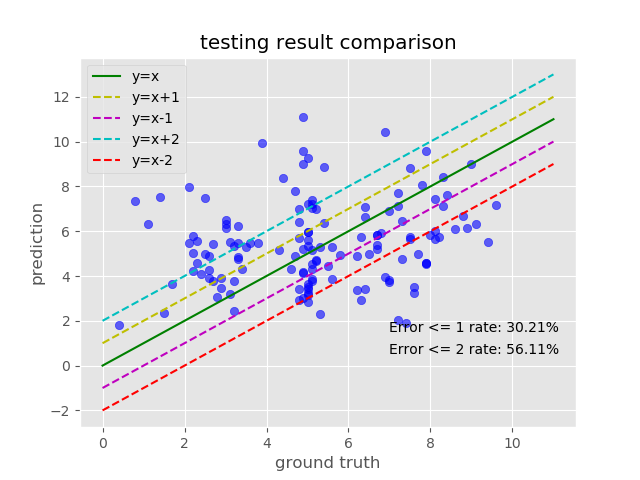 testing result comparison
y=x
y=x+1
y=x-1
y=x+2
y=x-2
12
10
8
6
4
2
0
−2
prediction
Error <= 1 rate: 30.21%
Error <= 2 rate: 56.11%
0 2 4 6 8 10
ground truth